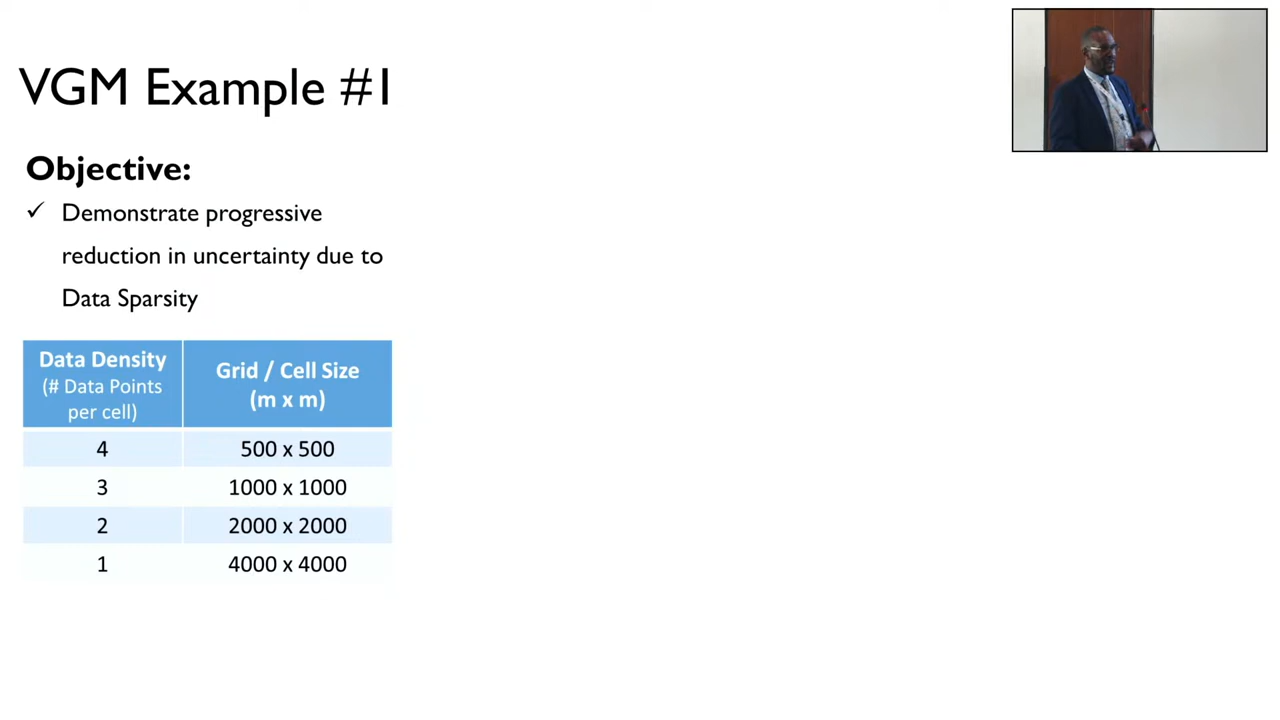 VGM Example #1
Objective:
✓ Demonstrate progressive
reduction in uncertainty due to
Data Sparsity
Data Density
(# Data Points
per cell)
Grid / Cell Size
(m x m)
4 500 x 500
3 1000 x 1000
2 2000 x 2000
1 4000 x 4000